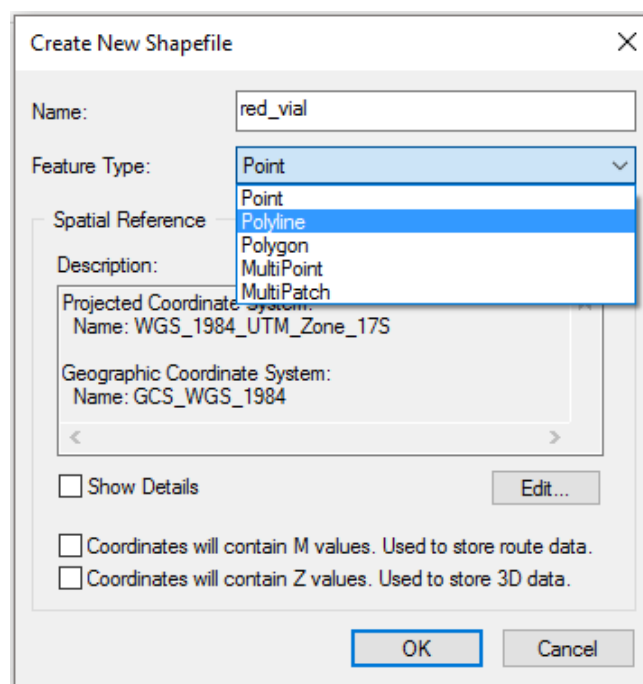 Create New Shapefile
Name: red_vial
Feature Type: Point
Point
Polyline
Polygon
MultiPoint
MultiPatch
Spatial Reference
Description:
Projected Coordinate System:
Name: WGS_1984_UTM_Zone_17S
Geographic Coordinate System:
Name: GCS_WGS_1984
Show Details
Edit...
Coordinates will contain M values. Used to store route data.
Coordinates will contain Z values. Used to store 3D data.
OK Cancel